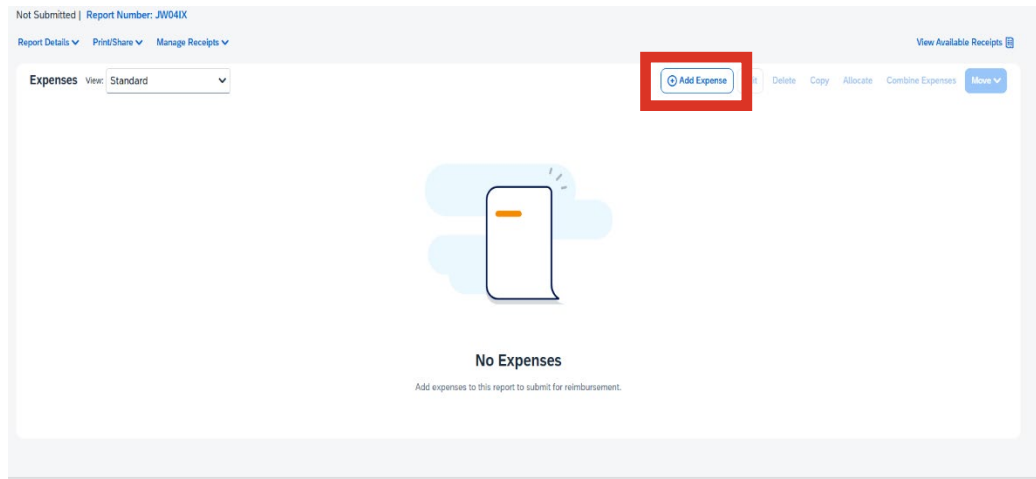 Not Submitted | Report Number: JW04IX
Report Details Print/Share Manage Receipts View Available Receipts
Expenses View: Standard Add Expense Delete Copy Allocate Combine Expenses Move
No Expenses
Add expenses to this report to submit for reimbursement.